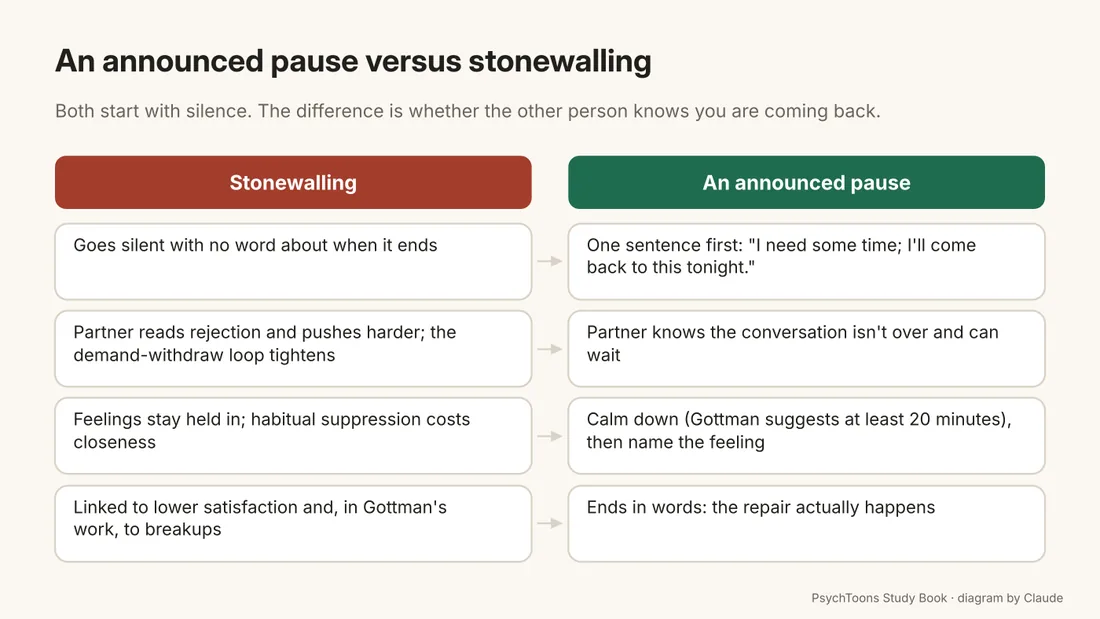 An announced pause versus stonewalling
Both start with silence. The difference is whether the other person knows you are coming back.
Stonewalling
An announced pause
Goes silent with no word about when it ends
One sentence first: "I need some time; I'll come
back to this tonight."
Partner reads rejection and pushes harder; the
demand-withdraw loop tightens
Partner knows the conversation isn't over and can
wait
Feelings stay held in; habitual suppression costs
closeness
Calm down (Gottman suggests at least 20 minutes),
then name the feeling
Linked to lower satisfaction and, in Gottman's
work, to breakups
Ends in words: the repair actually happens
PsychToons Study Book · diagram by Claude